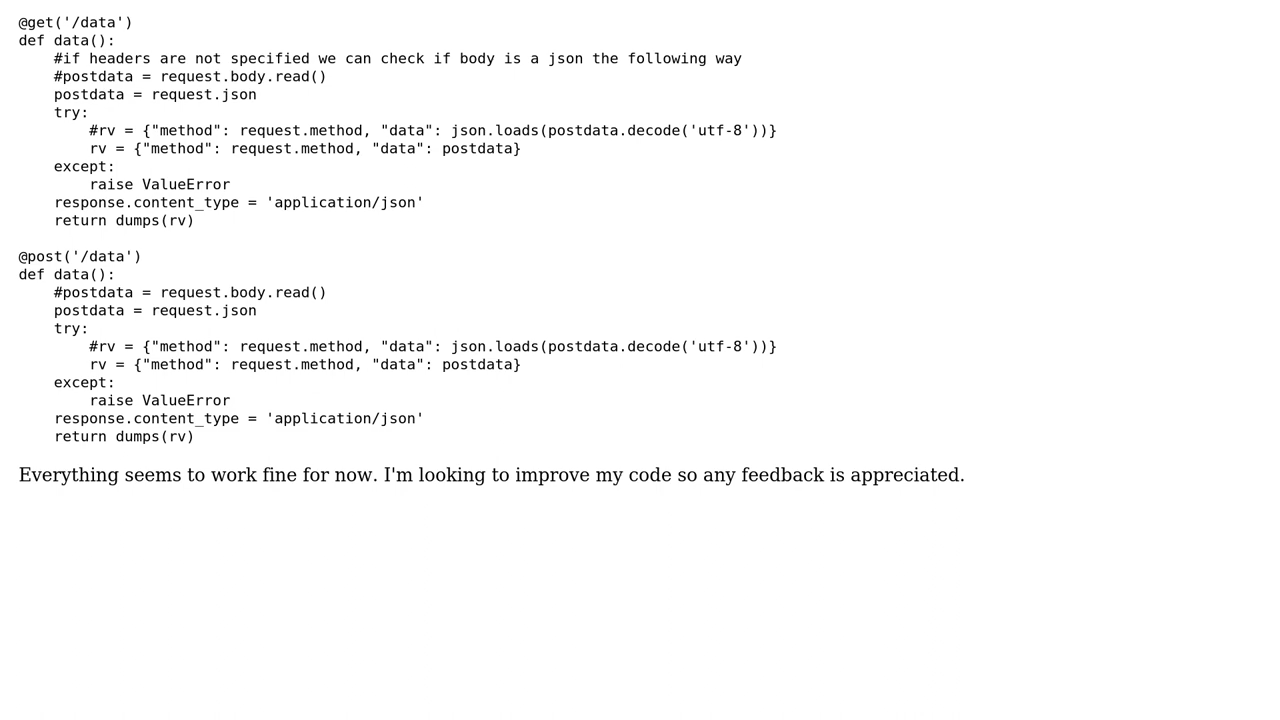 @get('/data')
def data():
    #if headers are not specified we can check if body is a json the following way
    #postdata = request.body.read()
    postdata = request.json
    try:
        #rv = {"method": request.method, "data": json.loads(postdata.decode('utf-8'))}
        rv = {"method": request.method, "data": postdata}
    except:
        raise ValueError
    response.content_type = 'application/json'
    return dumps(rv)

@post('/data')
def data():
    #postdata = request.body.read()
    postdata = request.json
    try:
        #rv = {"method": request.method, "data": json.loads(postdata.decode('utf-8'))}
        rv = {"method": request.method, "data": postdata}
    except:
        raise ValueError
    response.content_type = 'application/json'
    return dumps(rv)

Everything seems to work fine for now. I'm looking to improve my code so any feedback is appreciated.